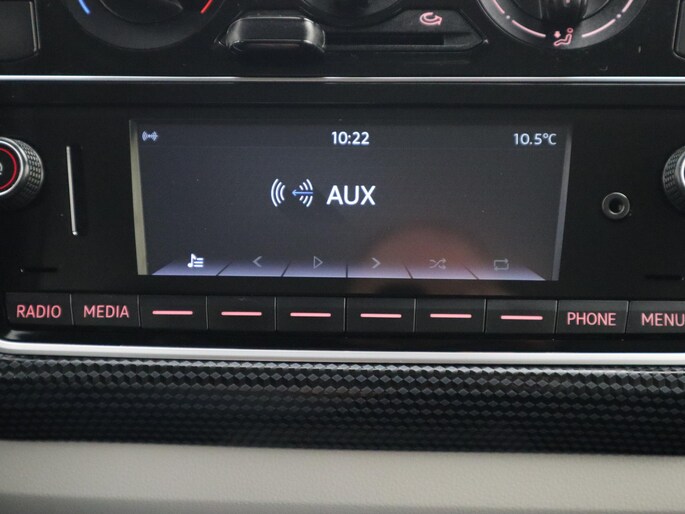 10:22 10.5°C
AUX
RADIO MEDIA PHONE MENU